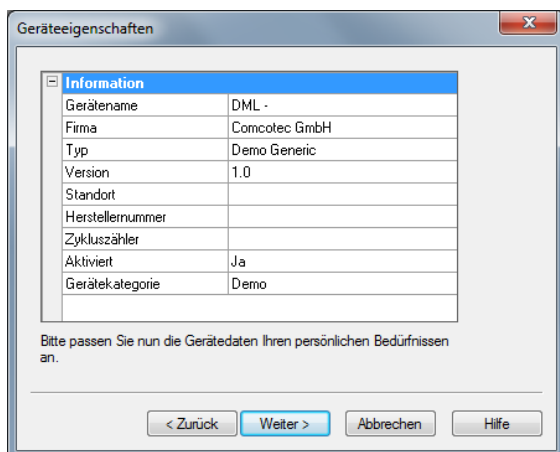 Geräteeigenschaften
Information
Gerätename DML -
Firma Comcotec GmbH
Typ Demo Generic
Version 1.0
Standort
Herstellernummer
Zykluszähler
Aktiviert Ja
Gerätekategorie Demo
Bitte passen Sie nun die Gerätedaten Ihren persönlichen Bedürfnissen
an.
< Zurück Weiter > Abbrechen Hilfe